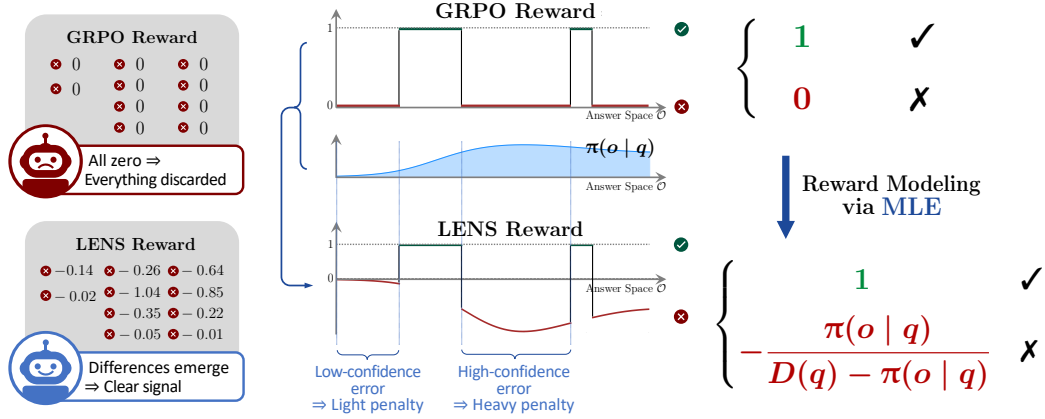 GRPO Reward
0 0 0
0 0 0
0 0
0 0
All zero ⇒
Everything discarded
LENS Reward
−0.14 − 0.26 − 0.64
− 0.02 − 1.04 − 0.85
− 0.35 − 0.22
− 0.05 − 0.01
Differences emerge
⇒ Clear signal
GRPO Reward
1
0
Answer Space 𝒪
π(o | q)
Answer Space 𝒪
LENS Reward
1
0
Answer Space 𝒪
Low-confidence
error
⇒ Light penalty
High-confidence
error
⇒ Heavy penalty
1 ✓
0 ✗
Reward Modeling
via MLE
1 ✓
− π(o | q) ✗
D(q) − π(o | q)